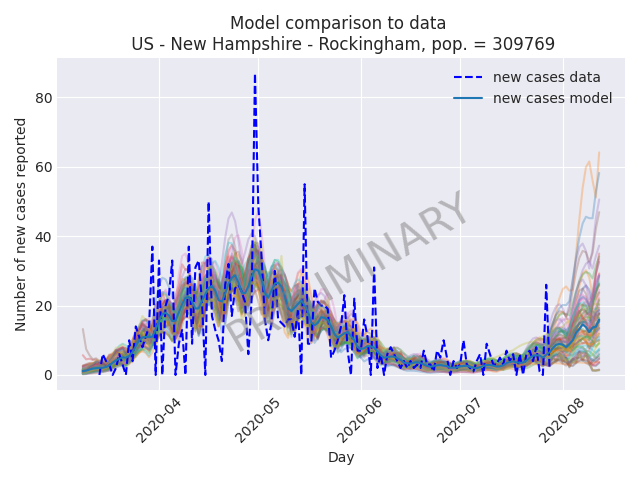 Model comparison to data
US - New Hampshire - Rockingham, pop. = 309769
new cases data
new cases model
PRELIMINARY
Number of new cases reported
80
60
40
20
0
2020-04
2020-05
2020-06
2020-07
2020-08
Day